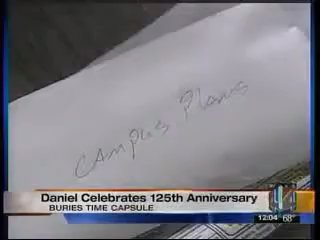 Campus Plans
Daniel Celebrates 125th Anniversary
BURIES TIME CAPSULE
12:04 68°